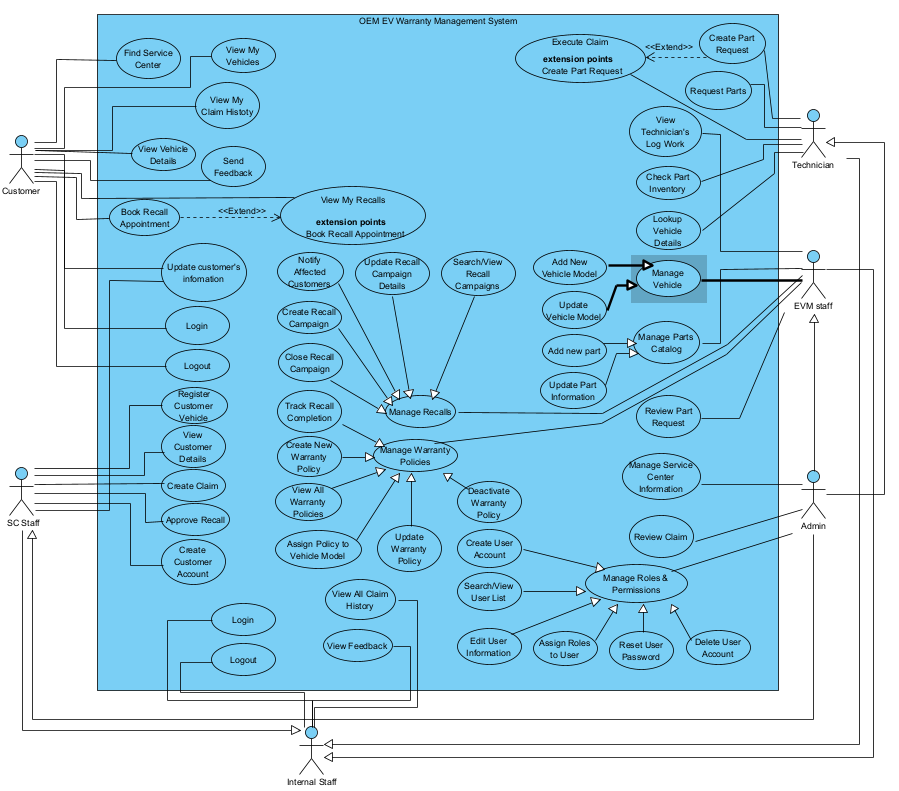 OEM EV Warranty Management System
Find Service
Center
View My
Vehicles
View My
Claim Histoty
View Vehicle
Details
Send
Feedback
Customer
Book Recall
Appointment
<<Extend>>
View My Recalls
extension points
Book Recall Appointment
Execute Claim
extension points
Create Part Request
<<Extend>>
Create Part
Request
Request Parts
View
Technician's
Log Work
Technician
Check Part
Inventory
Lookup
Vehicle
Details
Update customer's
infomation
Login
Logout
Notify
Affected
Customers
Update Recall
Campaign
Details
Search/View
Recall
Campaigns
Create Recall
Campaign
Close Recall
Campaign
Track Recall
Completion
Manage Recalls
Add New
Vehicle Model
Manage
Vehicle
Update
Vehicle Model
EVM staff
Add new part
Manage Parts
Catalog
Update Part
Information
Review Part
Request
Register
Customer
Vehicle
View
Customer
Details
Create Claim
SC Staff
Approve Recall
Create
Customer
Account
Create New
Warranty
Policy
Manage Warranty
Policies
View All
Warranty
Policies
Deactivate
Warranty
Policy
Assign Policy to
Vehicle Model
Update
Warranty
Policy
Manage Service
Center
Information
Admin
Review Claim
Create User
Account
Manage Roles &
Permissions
Search/View
User List
Edit User
Information
Assign Roles
to User
Reset User
Password
Delete User
Account
View All Claim
History
View Feedback
Login
Logout
Internal Staff